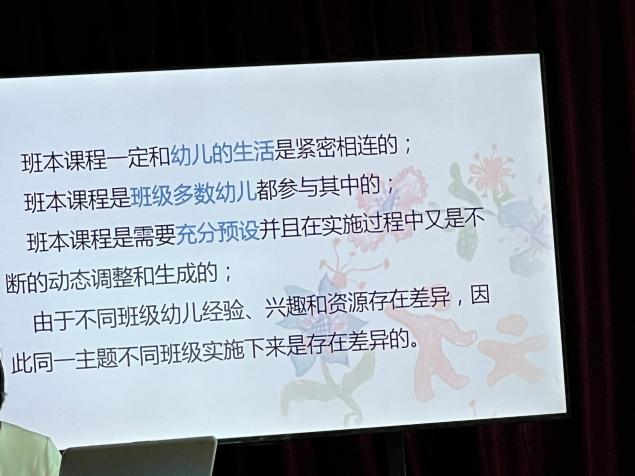 班本课程一定和幼儿的生活是紧密相连的；
班本课程是班级多数幼儿都参与其中的；
班本课程是需要充分预设并且在实施过程中又是不
断的动态调整和生成的；
由于不同班级幼儿经验、兴趣和资源存在差异，因
此同一主题不同班级实施下来是存在差异的。